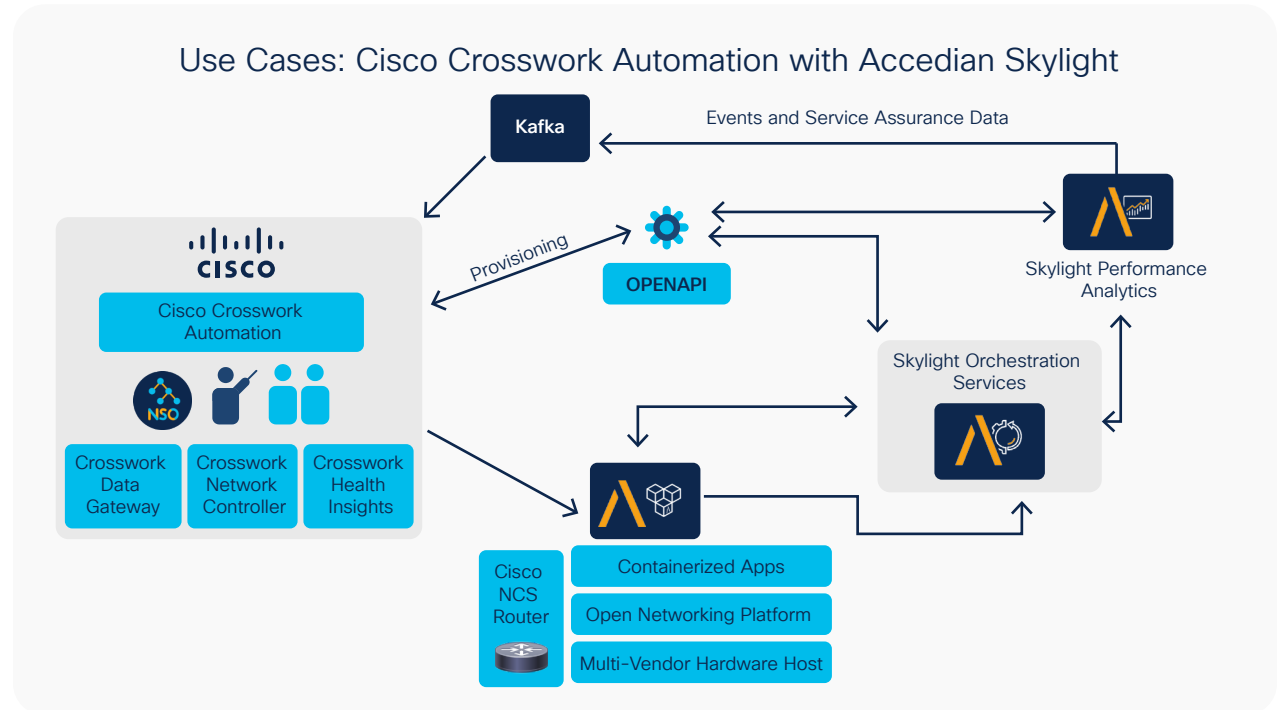 Use Cases: Cisco Crosswork Automation with Accedian Skylight
Kafka
Events and Service Assurance Data
CISCO
Provisioning
OPENAPI
Skylight Performance
Analytics
Cisco Crosswork
Automation
NSO
Skylight Orchestration
Services
Crosswork
Data
Gateway
Crosswork
Network
Controller
Crosswork
Health
Insights
Cisco
NCS
Router
Containerized Apps
Open Networking Platform
Multi-Vendor Hardware Host